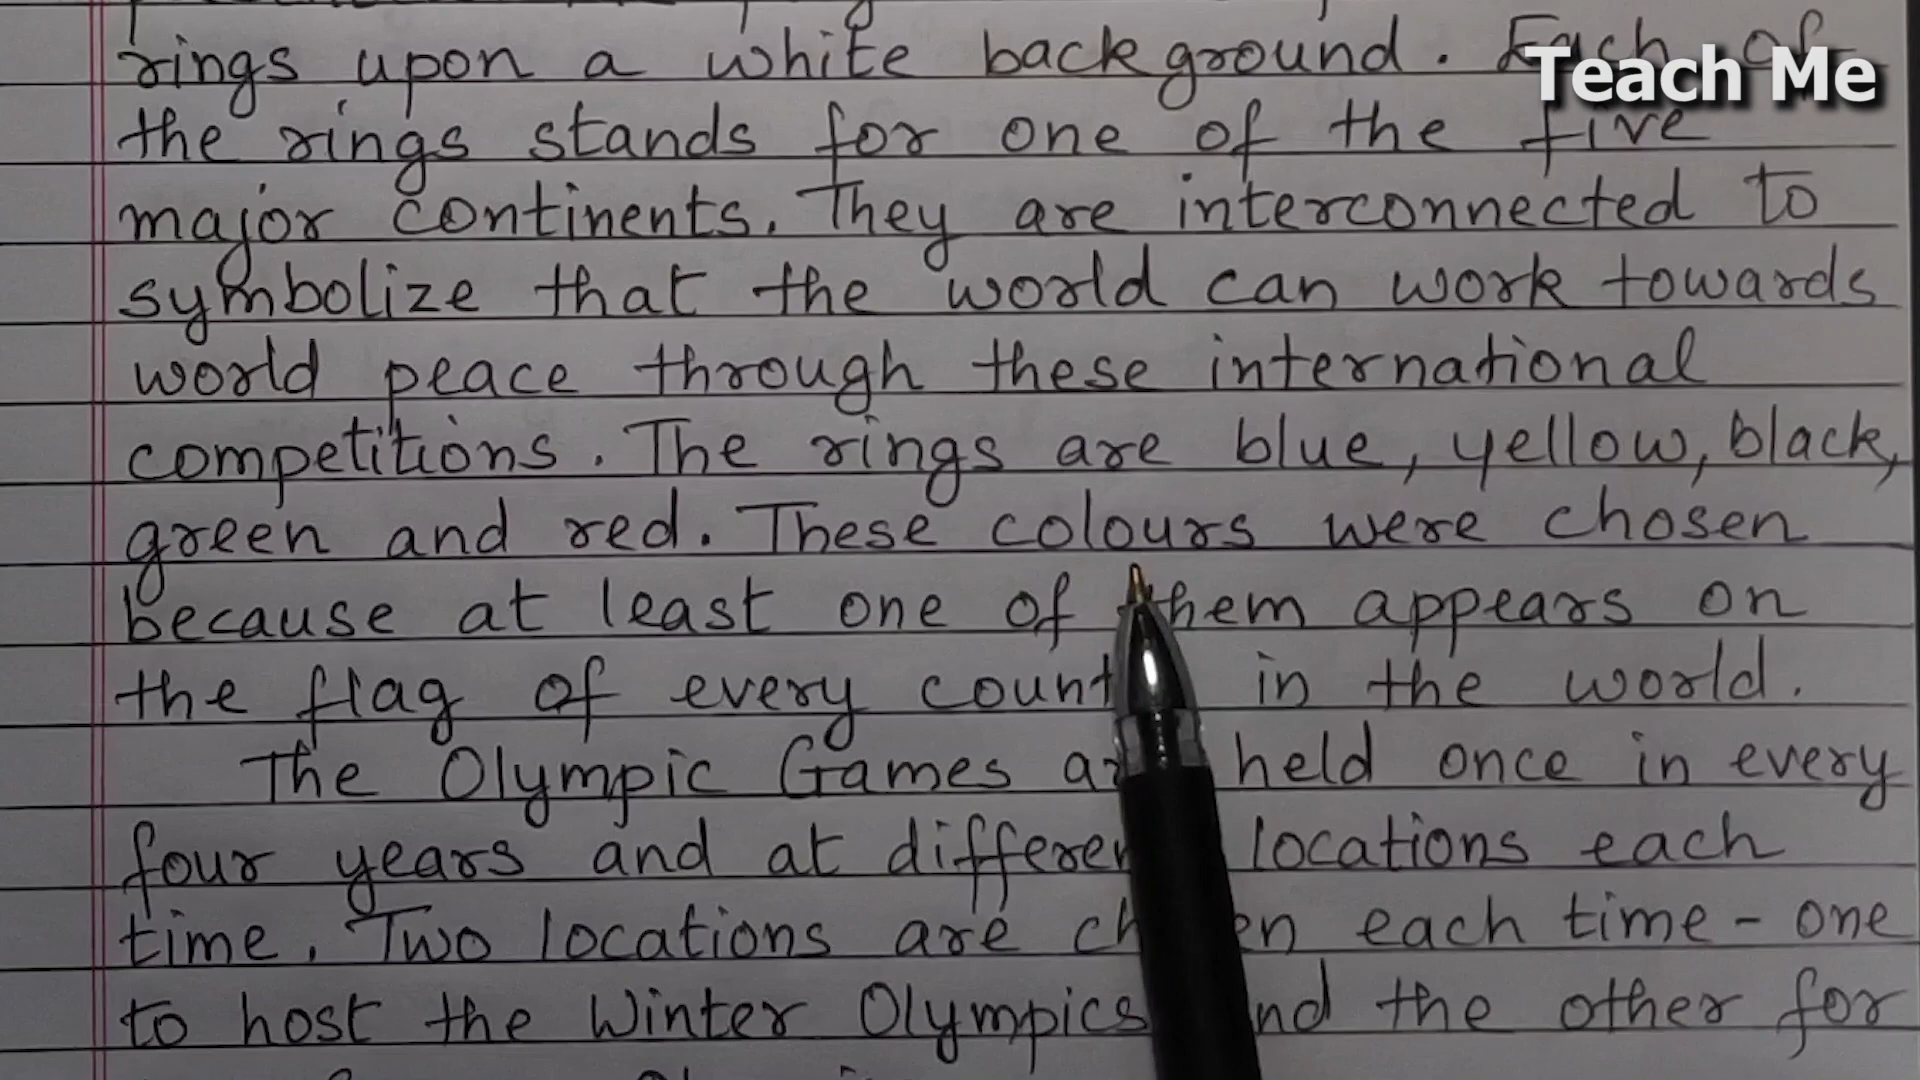 rings upon a white background. Each of
Teach Me
the rings stands for one of the five
major continents. They are interconnected to
symbolize that the world can work towards
world peace through these international
competitions. The rings are blue, yellow, black,
green and red. These colours were chosen
because at least one of them appears on
the flag of every in the world.
The Olympic Games held once in every
four years and at locations each
time. Two locations are each time - one
to host the Winter Olympics and the other for